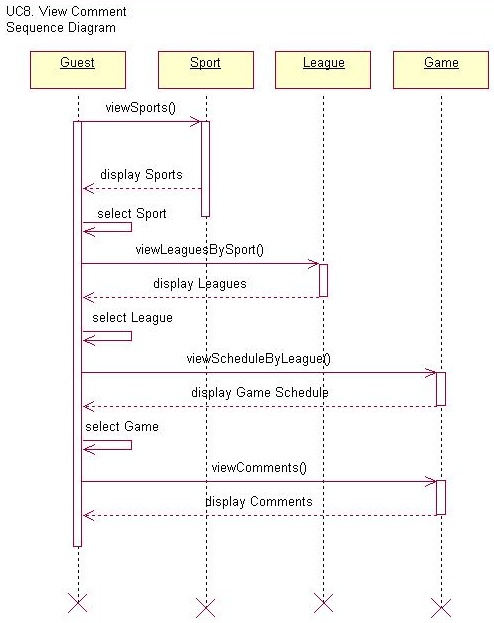 UC8. View Comment
Sequence Diagram
Guest
Sport
League
Game
viewSports()
display Sports
select Sport
viewLeaguesBySport()
display Leagues
select League
viewScheduleByLeague()
display Game Schedule
select Game
viewComments()
display Comments